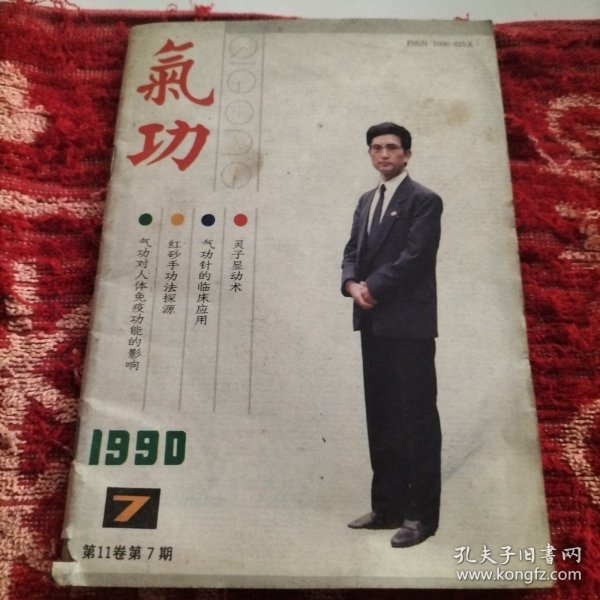 氣功
QIGONG
ISSN 1000-825X
灵子显动术
气功针的临床应用
红砂手功法探源
气功对人体免疫功能的影响
1990
7
第11卷第7期
孔夫子旧书网
www.kongfz.com